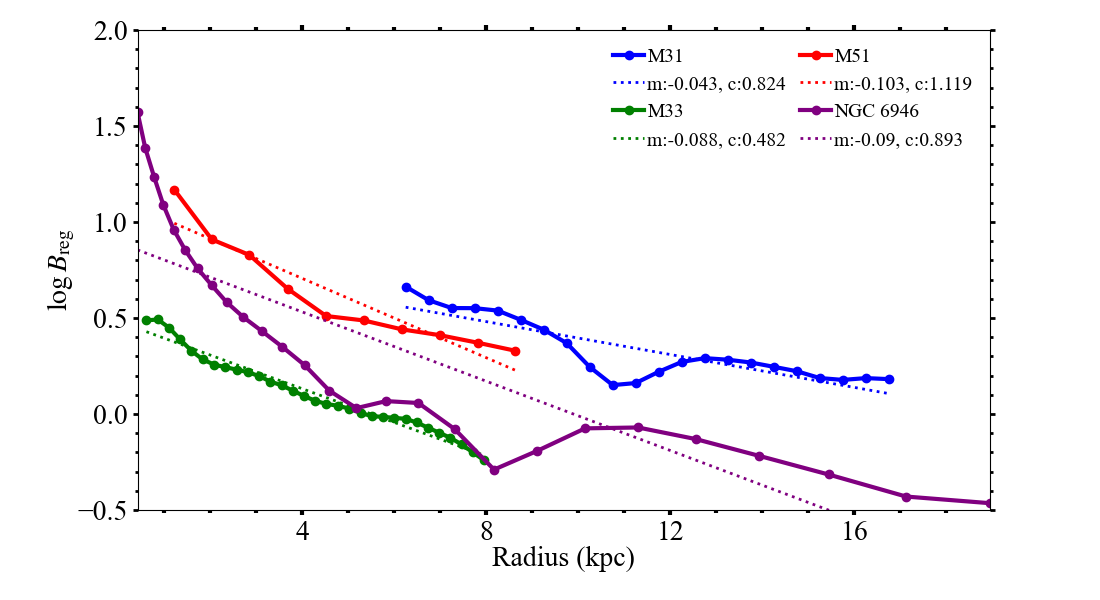 2.0
1.5
1.0
0.5
0.0
−0.5
log B_reg
M31
m:-0.043, c:0.824
M33
m:-0.088, c:0.482
M51
m:-0.103, c:1.119
NGC 6946
m:-0.09, c:0.893
4 8 12 16
Radius (kpc)